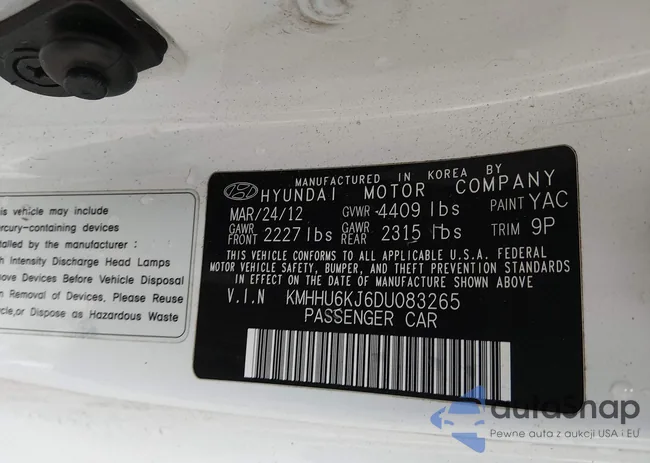 s vehicle may include
rcury-containing devices
talled by the manufacturer :
h Intensity Discharge Head Lamps
move Devices Before Vehicle Disposal
n Removal of Devices, Please Reuse
cle,or Dispose as Hazardous Waste
MANUFACTURED IN KOREA BY
HYUNDAI MOTOR COMPANY
MAR/24/12 GVWR 4409 lbs PAINT YAC
GAWR FRONT 2227 lbs GAWR REAR 2315 lbs TRIM 9P
THIS VEHICLE CONFORMS TO ALL APPLICABLE U.S.A. FEDERAL
MOTOR VEHICLE SAFETY, BUMPER, AND THEFT PREVENTION STANDARDS
IN EFFECT ON THE DATE OF MANUFACTURE SHOWN ABOVE
V.I.N KMHHU6KJ6DU083265
PASSENGER CAR
autoSnap
Pewne auta z aukcji USA i EU